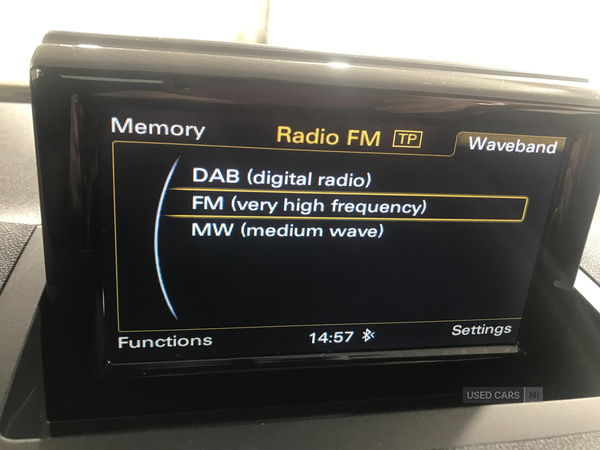 Memory
Radio FM TP
Waveband
DAB (digital radio)
FM (very high frequency)
MW (medium wave)
Functions
14:57
Settings
USED CARS NI